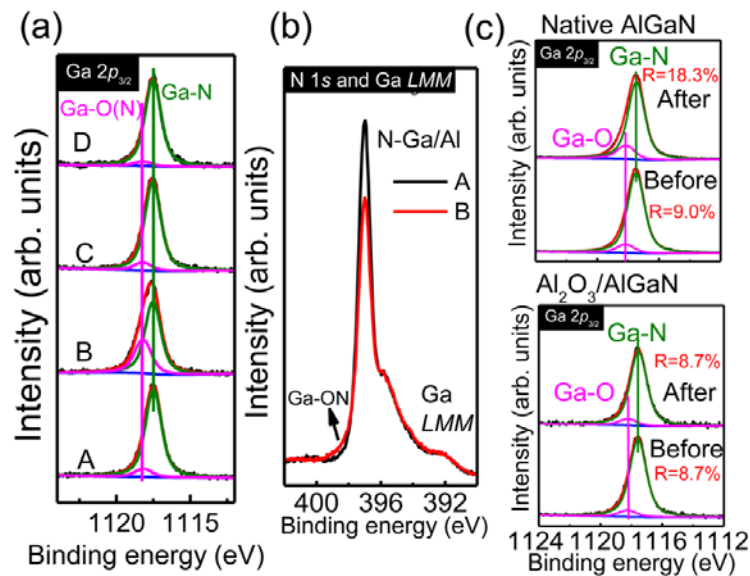 (a)
Ga 2p3/2
Ga-N
Ga-O(N)
D
C
B
A
Intensity (arb. units)
1120 1115
Binding energy (eV)
(b)
N 1s and Ga LMM
N-Ga/Al
A
B
Ga-ON
Ga
LMM
Intensity (arb. units)
400 396 392
Binding energy (eV)
(c)
Native AlGaN
Ga 2p3/2
Ga-N
R=18.3%
After
Ga-O
Before
R=9.0%
Intensity (arb. units)
Al2O3/AlGaN
Ga 2p3/2
Ga-N
R=8.7%
Ga-O
After
Before
R=8.7%
Intensity (arb. units)
1124 1120 1116 1112
Binding energy (eV)